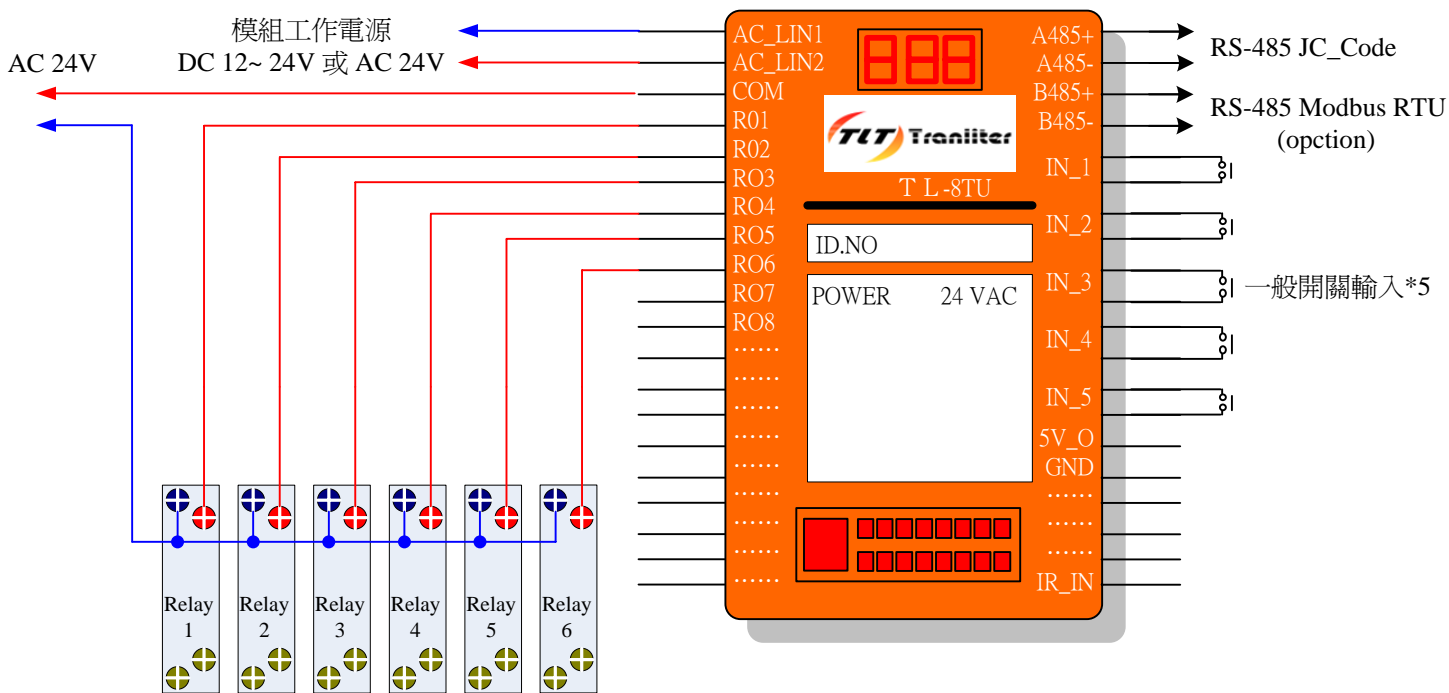 模組工作電源
DC 12~ 24V 或 AC 24V
AC 24V
AC_LIN1
AC_LIN2
COM
R01
R02
RO3
RO4
RO5
RO6
RO7
RO8
......
......
......
......
......
......
......
......
......
TLT Traniiter
T L-8TU
ID.NO
POWER 24 VAC
A485+
A485-
B485+
B485-
IN_1
IN_2
IN_3
IN_4
IN_5
5V_O
GND
......
......
......
IR_IN
RS-485 JC_Code
RS-485 Modbus RTU
(opction)
一般開關輸入*5
Relay
1
Relay
2
Relay
3
Relay
4
Relay
5
Relay
6